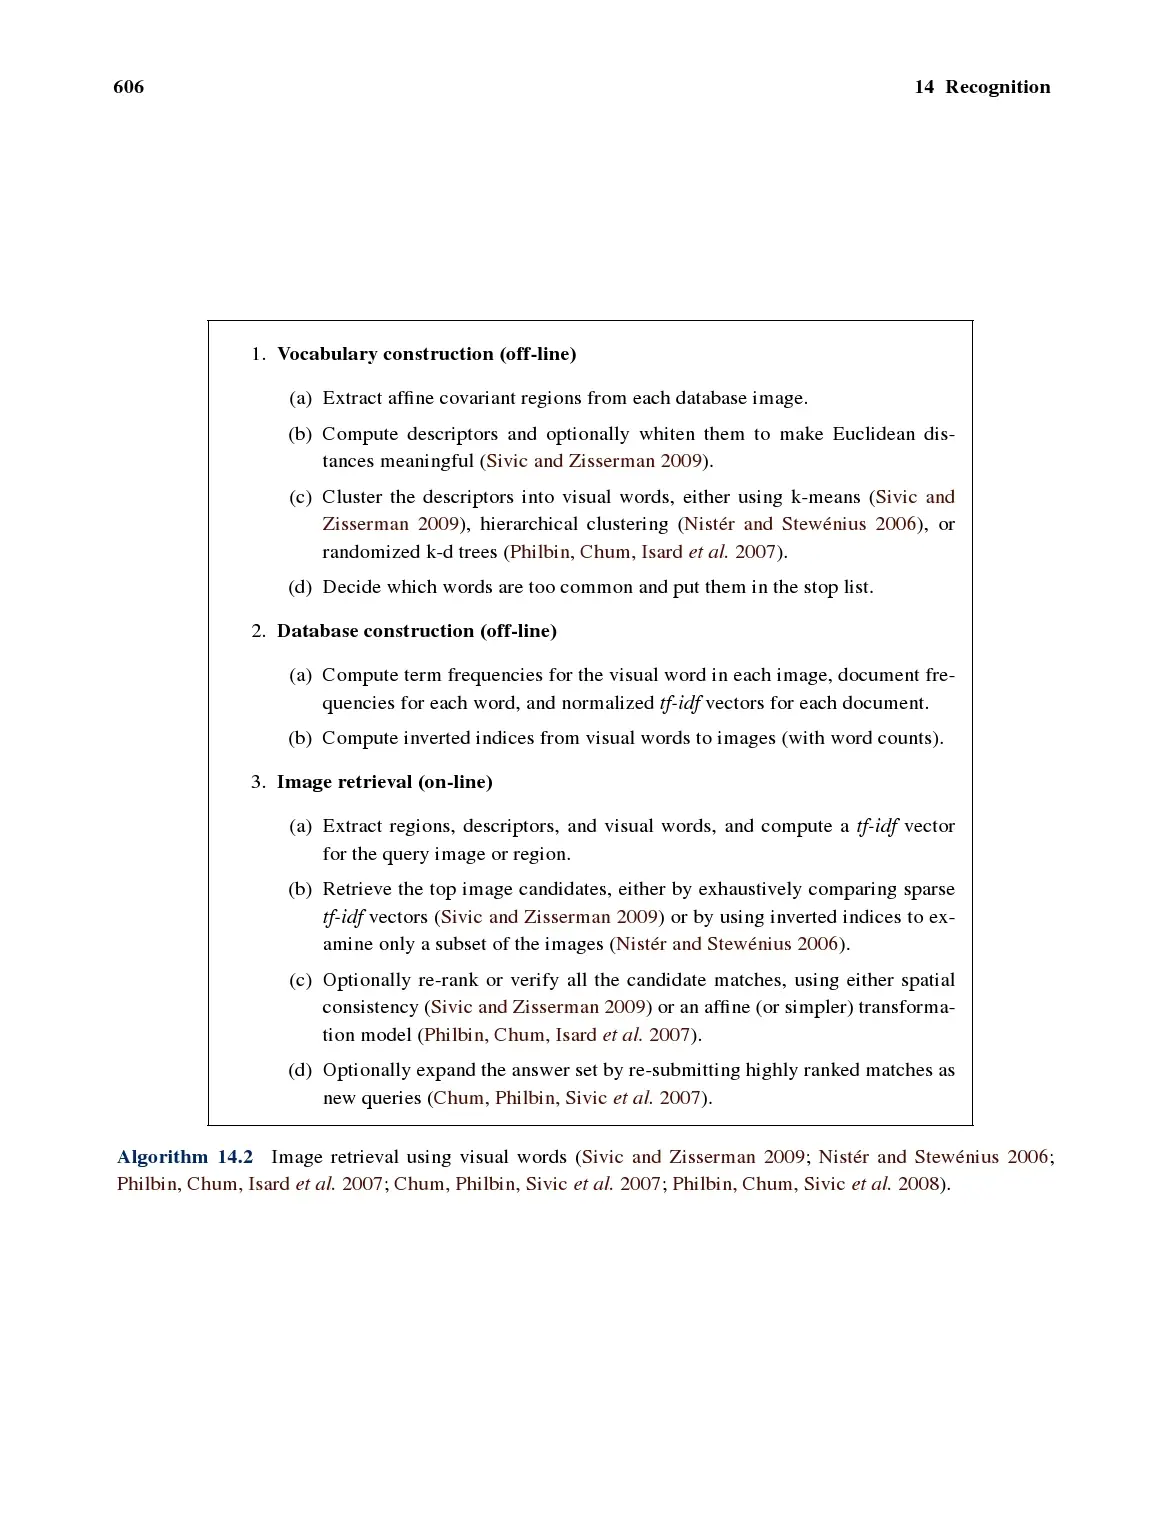 606
14 Recognition
1. Vocabulary construction (off-line)
(a) Extract affine covariant regions from each database image.
(b) Compute descriptors and optionally whiten them to make Euclidean dis-
tances meaningful (Sivic and Zisserman 2009).
(c) Cluster the descriptors into visual words, either using k-means (Sivic and
Zisserman 2009), hierarchical clustering (Nistér and Stewénius 2006), or
randomized k-d trees (Philbin, Chum, Isard et al. 2007).
(d) Decide which words are too common and put them in the stop list.
2. Database construction (off-line)
(a) Compute term frequencies for the visual word in each image, document fre-
quencies for each word, and normalized tf-idf vectors for each document.
(b) Compute inverted indices from visual words to images (with word counts).
3. Image retrieval (on-line)
(a) Extract regions, descriptors, and visual words, and compute a tf-idf vector
for the query image or region.
(b) Retrieve the top image candidates, either by exhaustively comparing sparse
tf-idf vectors (Sivic and Zisserman 2009) or by using inverted indices to ex-
amine only a subset of the images (Nistér and Stewénius 2006).
(c) Optionally re-rank or verify all the candidate matches, using either spatial
consistency (Sivic and Zisserman 2009) or an affine (or simpler) transforma-
tion model (Philbin, Chum, Isard et al. 2007).
(d) Optionally expand the answer set by re-submitting highly ranked matches as
new queries (Chum, Philbin, Sivic et al. 2007).
Algorithm 14.2 Image retrieval using visual words (Sivic and Zisserman 2009; Nistér and Stewénius 2006;
Philbin, Chum, Isard et al. 2007; Chum, Philbin, Sivic et al. 2007; Philbin, Chum, Sivic et al. 2008).